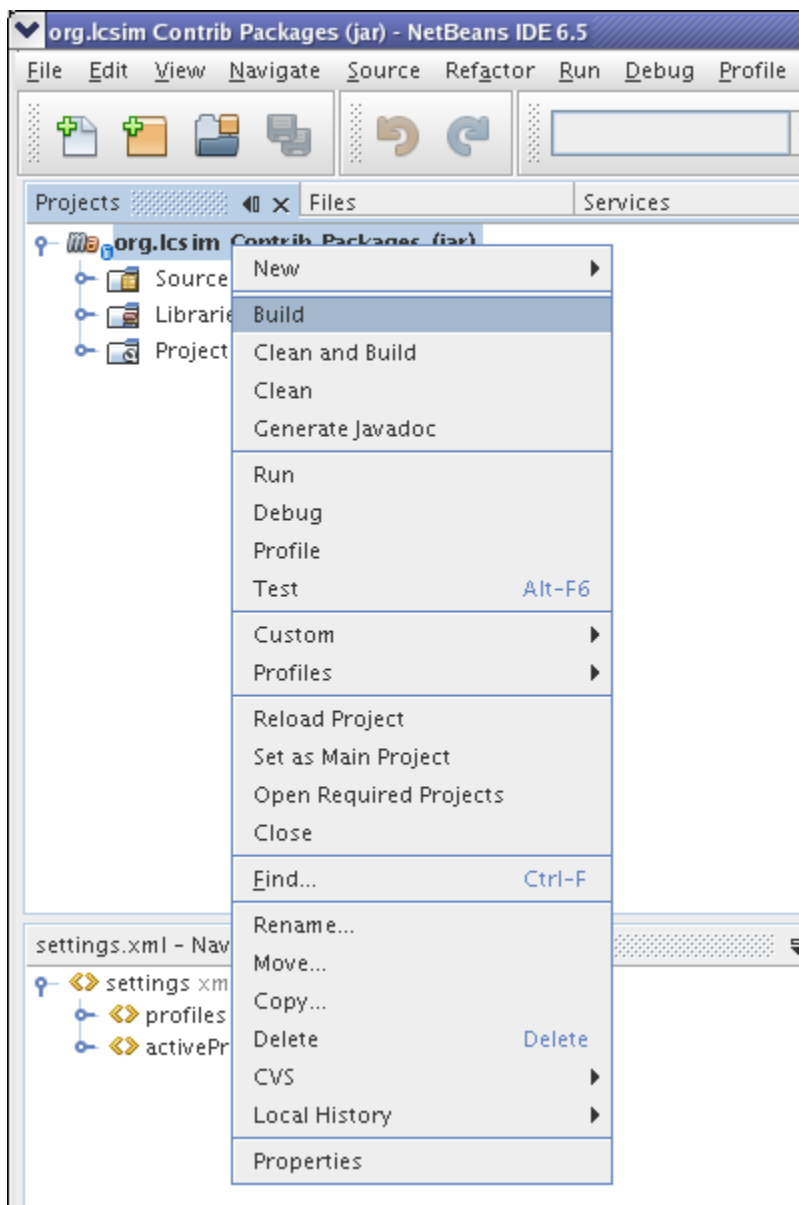 org.lcsim Contrib Packages (jar) - NetBeans IDE 6.5
File Edit View Navigate Source Refactor Run Debug Profile
Projects Files Services
org.lcsim Contrib Packages (jar)
New
Source
Build
Clean and Build
Project
Clean
Generate Javadoc
Run
Debug
Profile
Test Alt-F6
Custom
Profiles
Reload Project
Set as Main Project
Open Required Projects
Close
Find... Ctrl-F
Rename...
settings.xml - Nav
Move...
settings xm
Copy...
profiles
Delete Delete
activePr
CVS
Local History
Properties